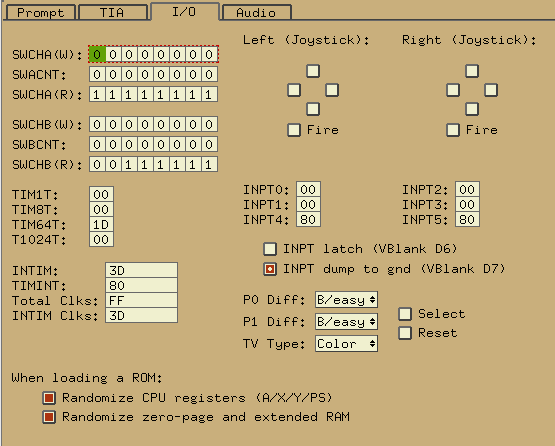 Prompt TIA I/O Audio
Left (Joystick): Right (Joystick):
SWCHA(W): 0 0 0 0 0 0 0 0
SWACNT: 0 0 0 0 0 0 0 0
SWCHA(R): 1 1 1 1 1 1 1 1
SWCHB(W): 0 0 0 0 0 0 0 0
SWBCNT: 0 0 0 0 0 0 0 0
SWCHB(R): 0 0 1 1 1 1 1 1
Fire Fire
TIM1T: 00
TIM8T: 00
TIM64T: 1D
T1024T: 00
INPT0: 00 INPT2: 00
INPT1: 00 INPT3: 00
INPT4: 80 INPT5: 80
INPT latch (VBlank D6)
INPT dump to gnd (VBlank D7)
INTIM: 3D
TIMINT: 80
Total Clks: FF
INTIM Clks: 3D
P0 Diff: B/easy
P1 Diff: B/easy
TV Type: Color
Select
Reset
When loading a ROM:
Randomize CPU registers (A/X/Y/PS)
Randomize zero-page and extended RAM